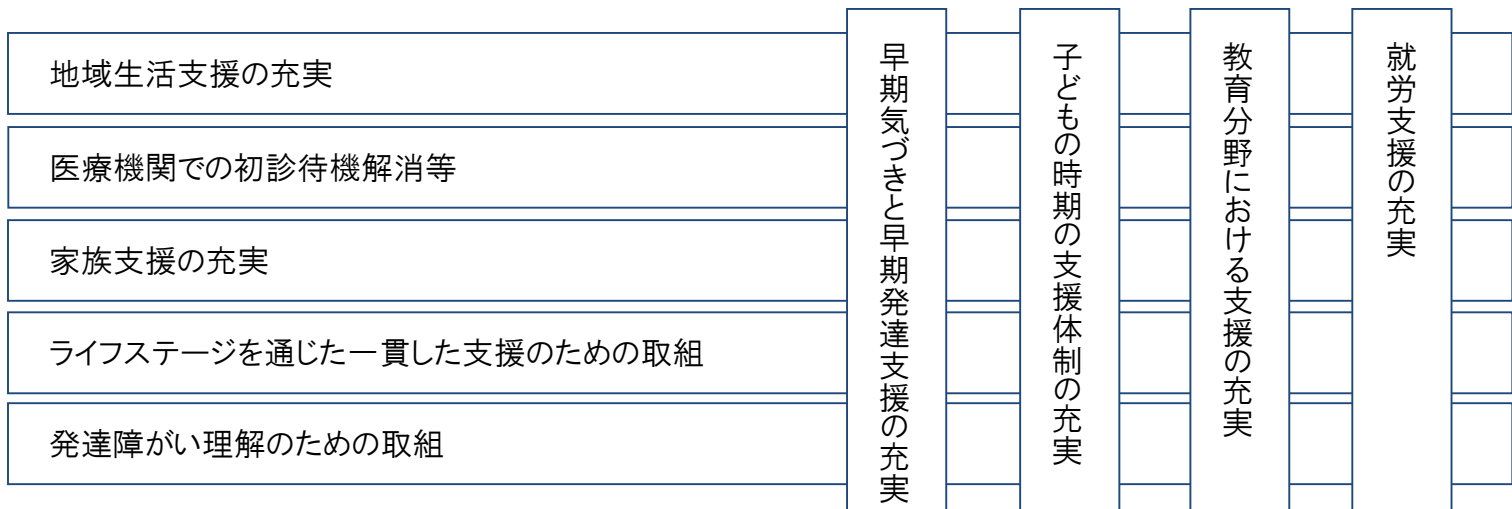 地域生活支援の充実
医療機関での初診待機解消等
家族支援の充実
ライフステージを通じた一貫した支援のための取組
発達障がい理解のための取組
早期気づきと早期発達支援の充実
子どもの時期の支援体制の充実
教育分野における支援の充実
就労支援の充実